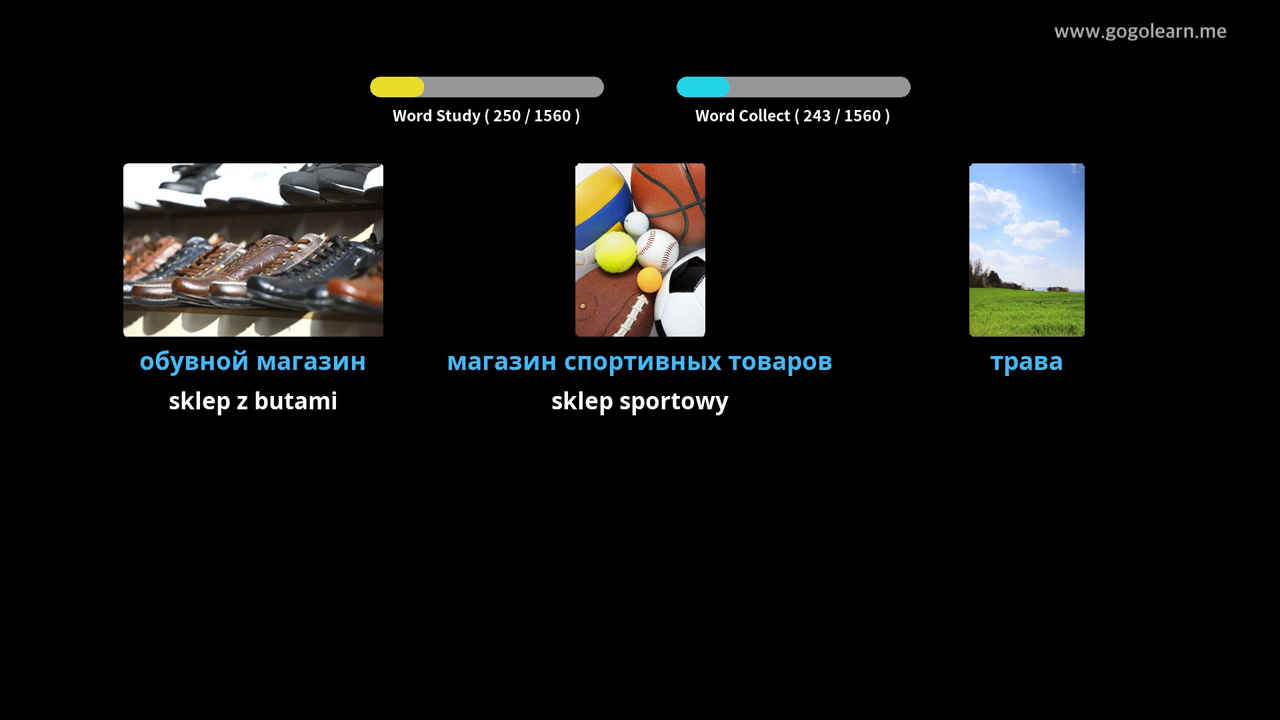 www.gogolearn.me
Word Study ( 250 / 1560 )
Word Collect ( 243 / 1560 )
обувной магазин
магазин спортивных товаров
трава
sklep z butami
sklep sportowy